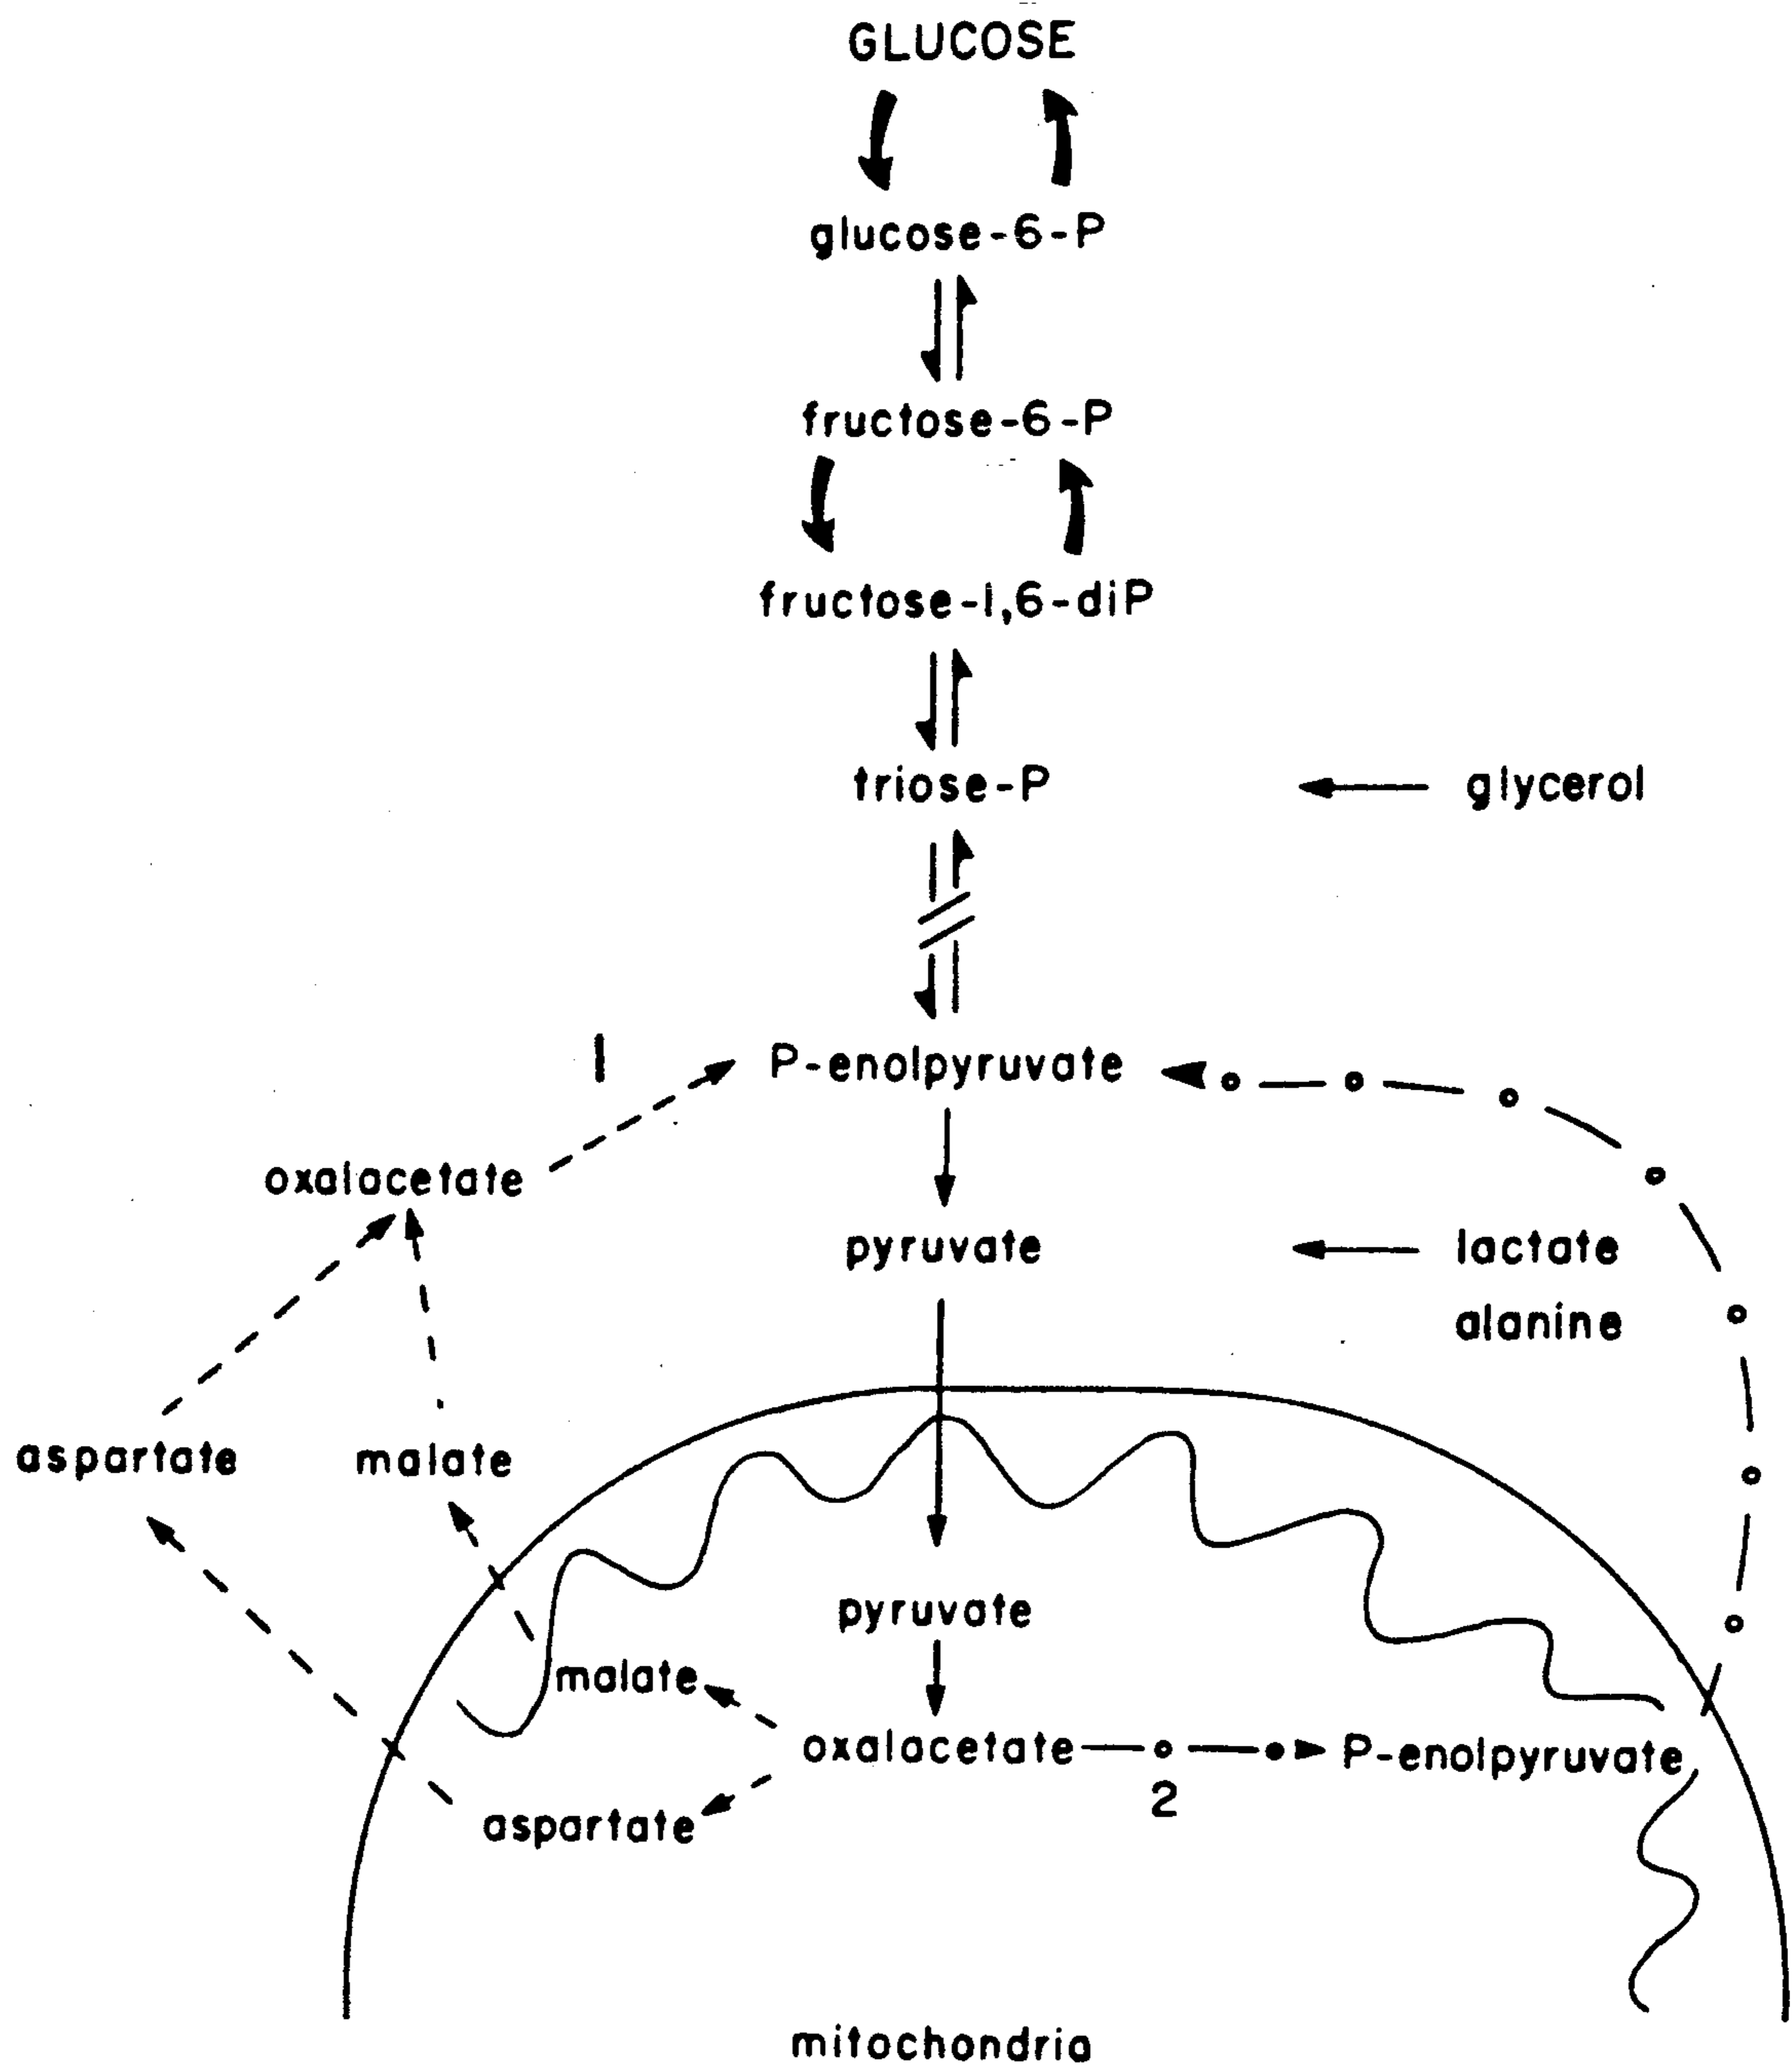 GLUCOSE
glucose-6-P
fructose-6-P
fructose-1,6-diP
triose-P
glycerol
1
P-enolpyruvate
oxalacetate
pyruvate
lactate
alanine
aspartate
malate
pyruvate
malate
oxalacetate
P-enolpyruvate
2
aspartate
mitochondria